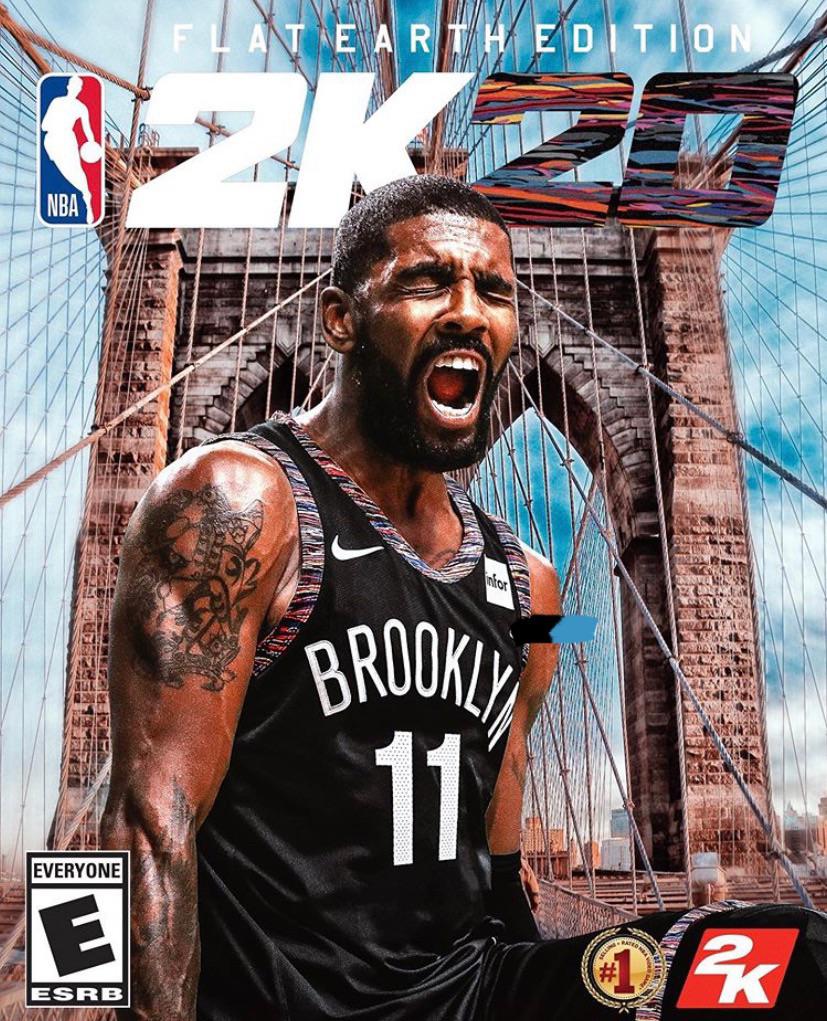 FLAT EARTH EDITION
NBA
2K20
infor
BROOKLYN
11
EVERYONE
E
ESRB
#1
2K